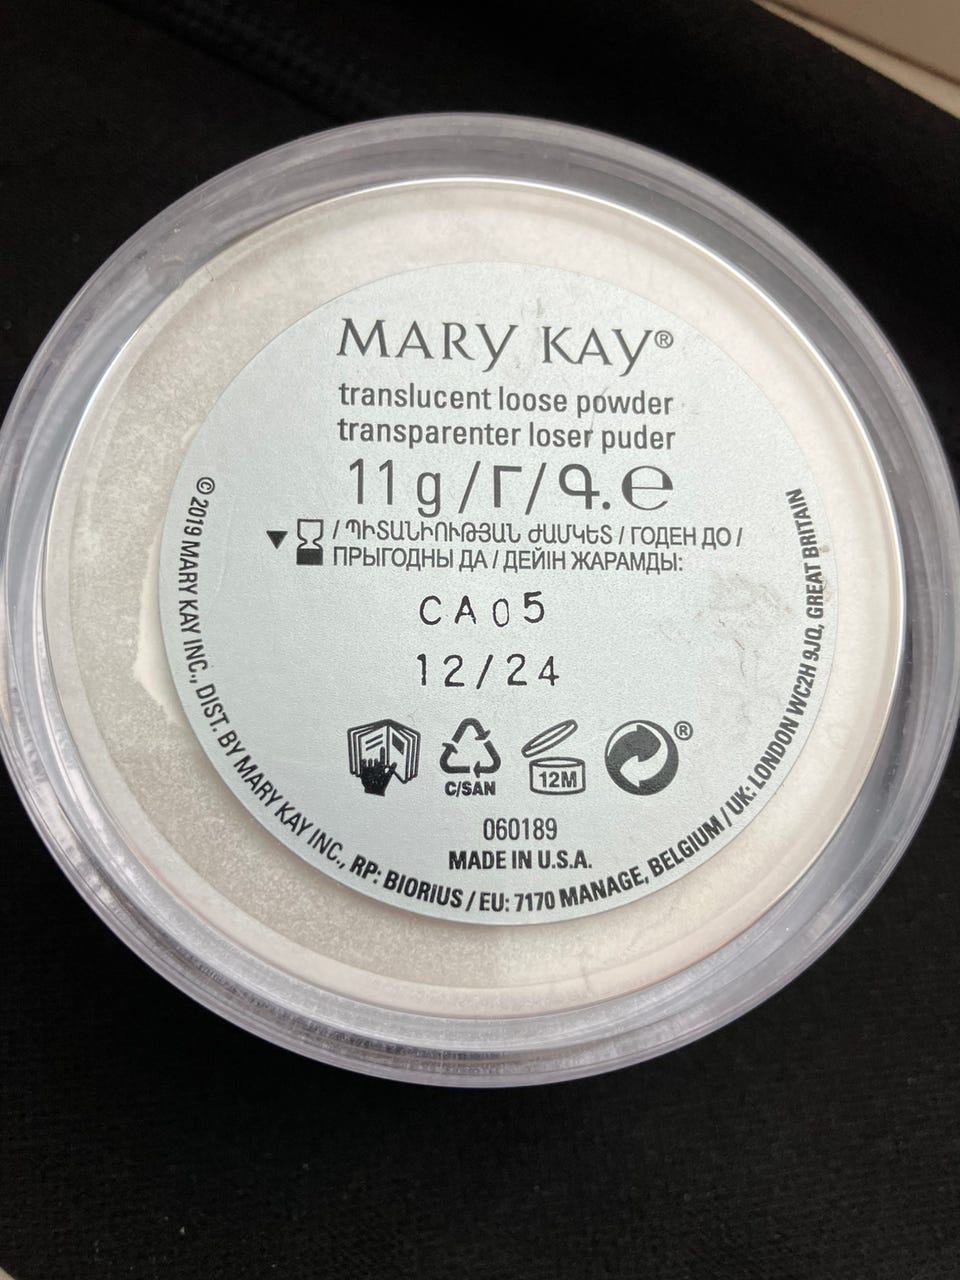 MARY KAY®
translucent loose powder
transparenter loser puder
11 g / Г / Գ. ℮
/ ՊԻՏԱՆԻՈՒԹՅԱՆ ԺԱՄԿԵՏ / ГОДЕН ДО /
ПРЫГОДНЫ ДА / ДЕЙІН ЖАРАМДЫ:
CA05
12/24
C/SAN
12M
®
060189
MADE IN U.S.A.
© 2019 MARY KAY INC., DIST. BY MARY KAY INC., RP: BIORIUS / EU: 7170 MANAGE, BELGIUM / UK: LONDON WC2H 9JQ, GREAT BRITAIN